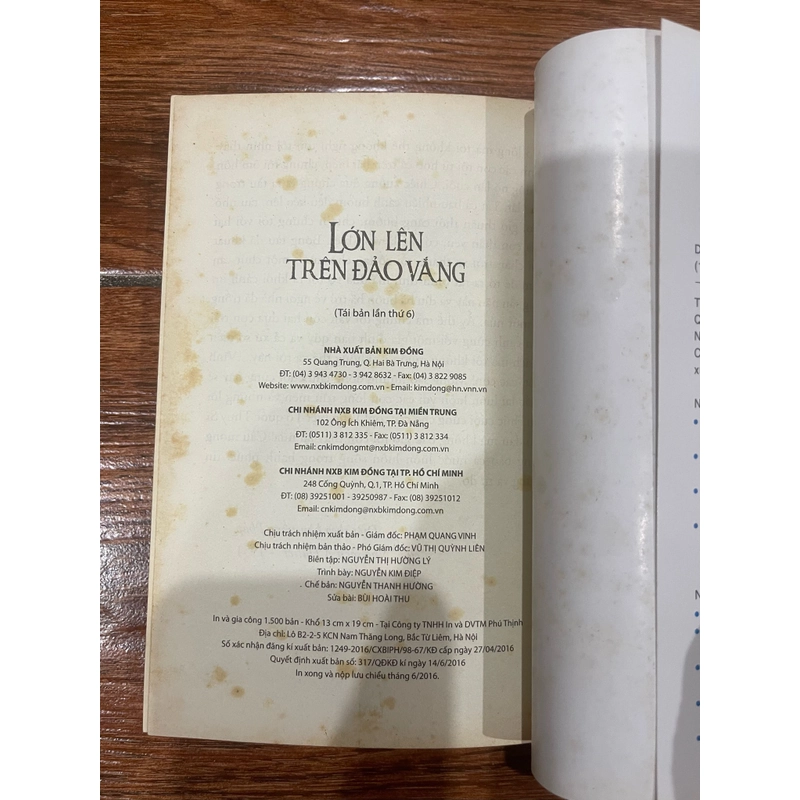 LỚN LÊN
TRÊN ĐẢO VẮNG
(Tái bản lần thứ 6)
NHÀ XUẤT BẢN KIM ĐỒNG
55 Quang Trung, Q. Hai Bà Trưng, Hà Nội
ĐT: (04) 3 943 4730 - 3 942 8632 - Fax: (04) 3 822 9085
Website: www.nxbkimdong.com.vn - Email: kimdong@hn.vnn.vn
CHI NHÁNH NXB KIM ĐỒNG TẠI MIỀN TRUNG
102 Ông Ích Khiêm, TP. Đà Nẵng
ĐT: (0511) 3 812 335 - Fax: (0511) 3 812 334
Email: cnkimdongmt@nxbkimdong.com.vn
CHI NHÁNH NXB KIM ĐỒNG TẠI TP. HỒ CHÍ MINH
248 Cống Quỳnh, Q.1, TP. Hồ Chí Minh
ĐT: (08) 39251001 - 39250987 - Fax: (08) 39251012
Email: cnkimdong@nxbkimdong.com.vn
Chịu trách nhiệm xuất bản - Giám đốc: PHẠM QUANG VINH
Chịu trách nhiệm bản thảo - Phó Giám đốc: VŨ THỊ QUỲNH LIÊN
Biên tập: NGUYỄN THỊ HƯỜNG LÝ
Trình bày: NGUYỄN KIM ĐIỆP
Chế bản: NGUYỄN THANH HƯƠNG
Sửa bài: BÙI HOÀI THU
In và gia công 1.500 bản - Khổ 13 cm x 19 cm - Tại Công ty TNHH In và DVTM Phú Thịnh
Địa chỉ: Lô B2-2-5 KCN Nam Thăng Long, Bắc Từ Liêm, Hà Nội
Số xác nhận đăng kí xuất bản: 1249-2016/CXBIPH/98-67/KĐ cấp ngày 27/04/2016
Quyết định xuất bản số: 317/QĐKĐ kí ngày 14/6/2016
In xong và nộp lưu chiểu tháng 6/2016.